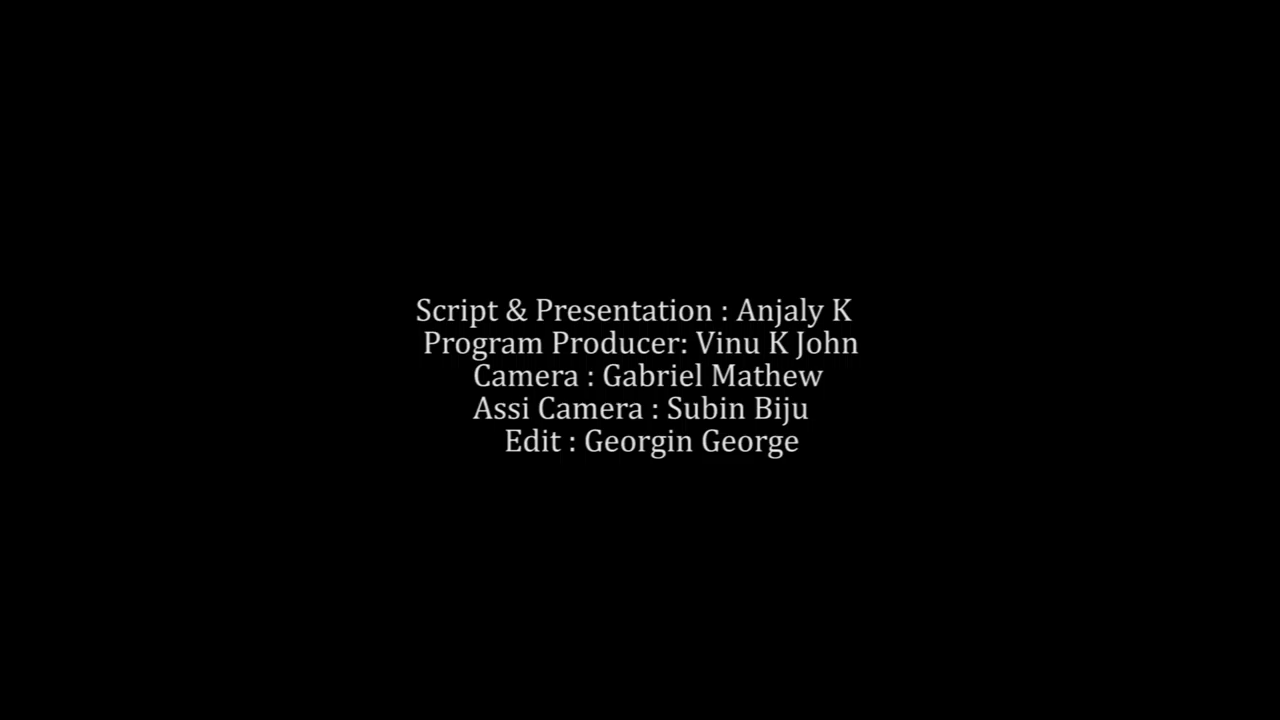 Script & Presentation : Anjaly K
Program Producer: Vinu K John
Camera : Gabriel Mathew
Assi Camera : Subin Biju
Edit : Georgin George